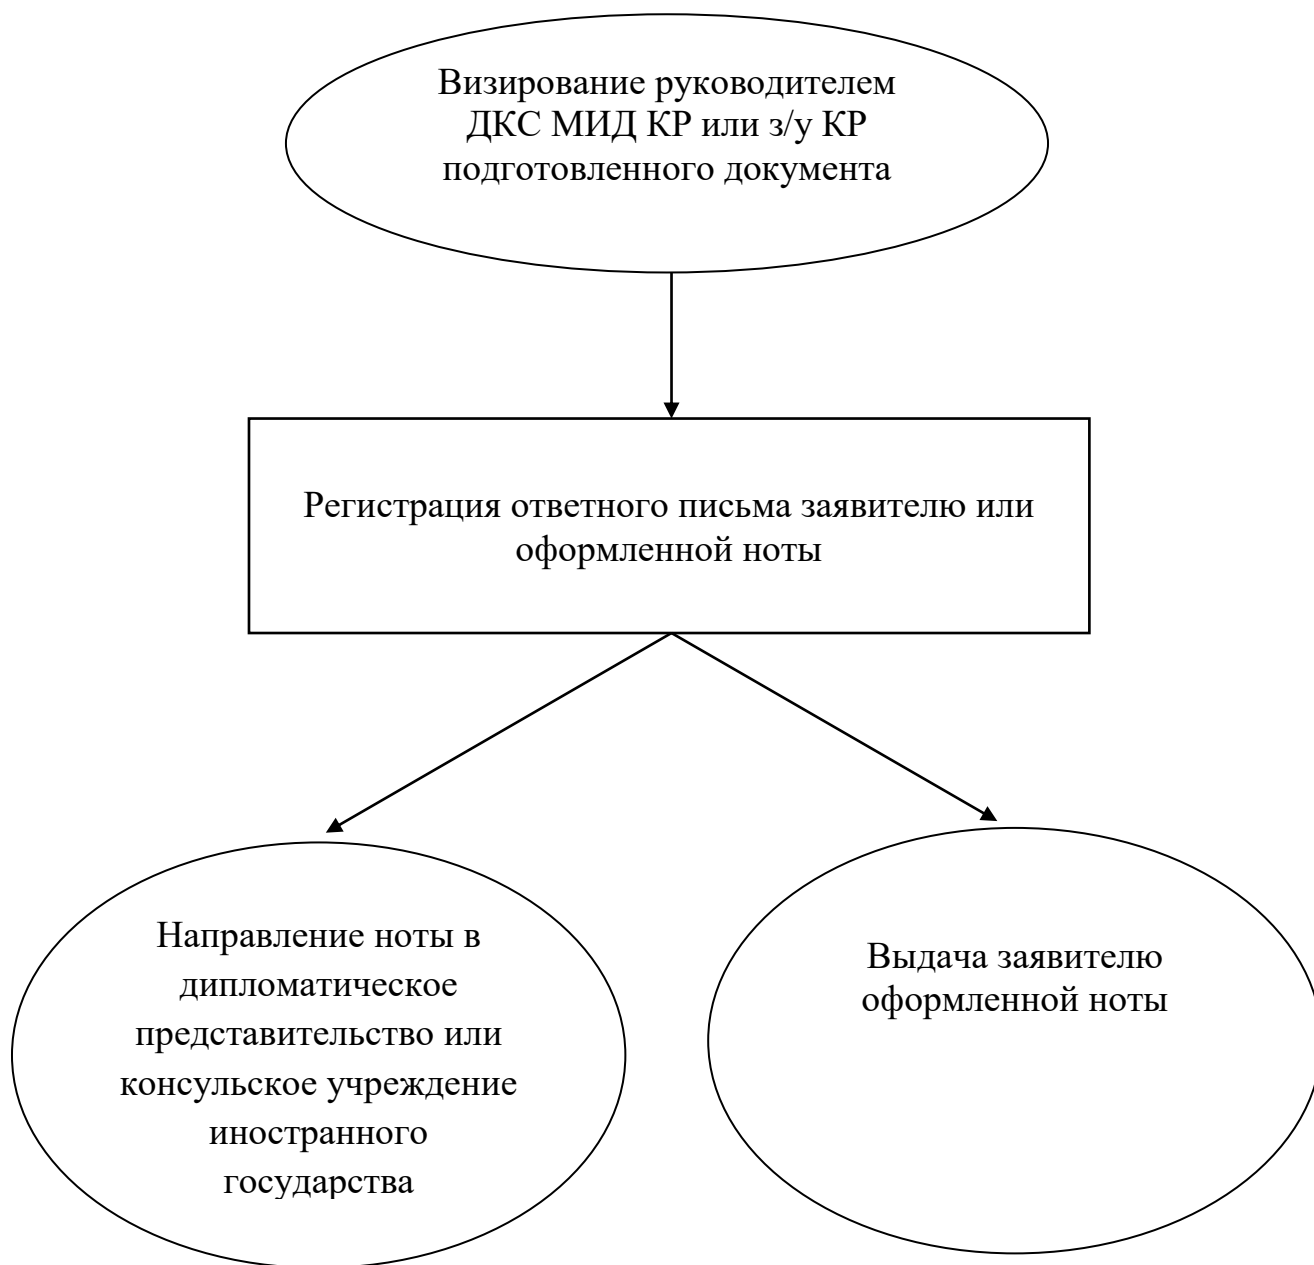 Визирование руководителем
ДКС МИД КР или з/у КР
подготовленного документа
Регистрация ответного письма заявителю или
оформленной ноты
Направление ноты в
дипломатическое
представительство или
консульское учреждение
иностранного
государства
Выдача заявителю
оформленной ноты